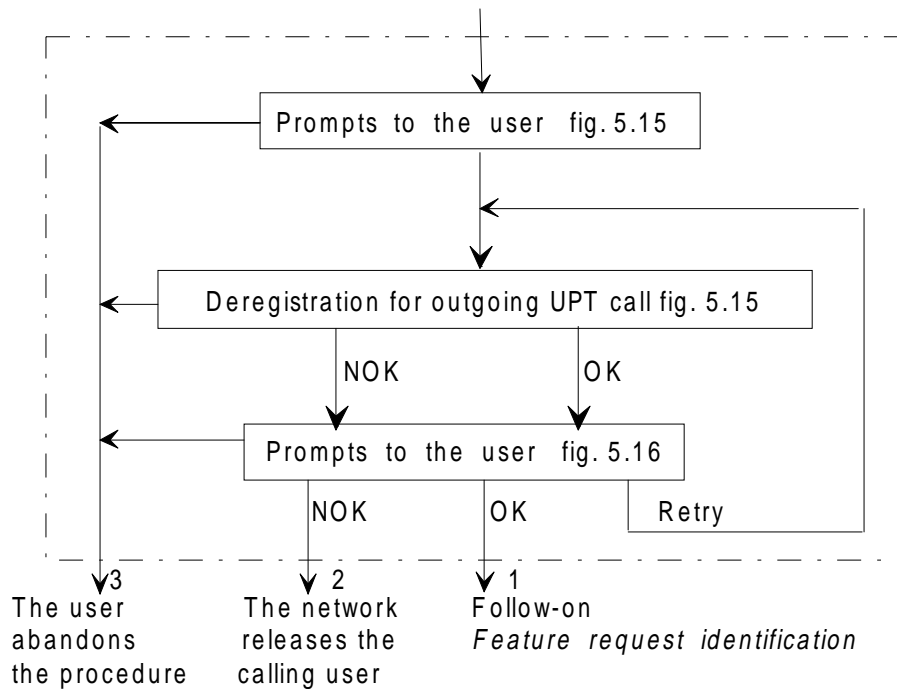 Prompts to the user fig. 5.15
Deregistration for outgoing UPT call fig. 5.15
NOK
OK
Prompts to the user fig. 5.16
NOK
OK
Retry
3
2
1
The user
abandons
the procedure
The network
releases the
calling user
Follow-on
Feature request identification